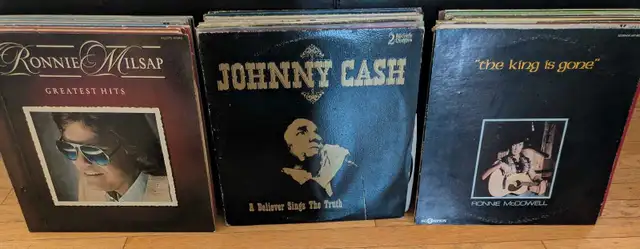 RONNIE MILSAP
GREATEST HITS
2 Records
JOHNNY CASH
A Believer Sings The Truth
"the king is gone"
RONNIE McDOWELL